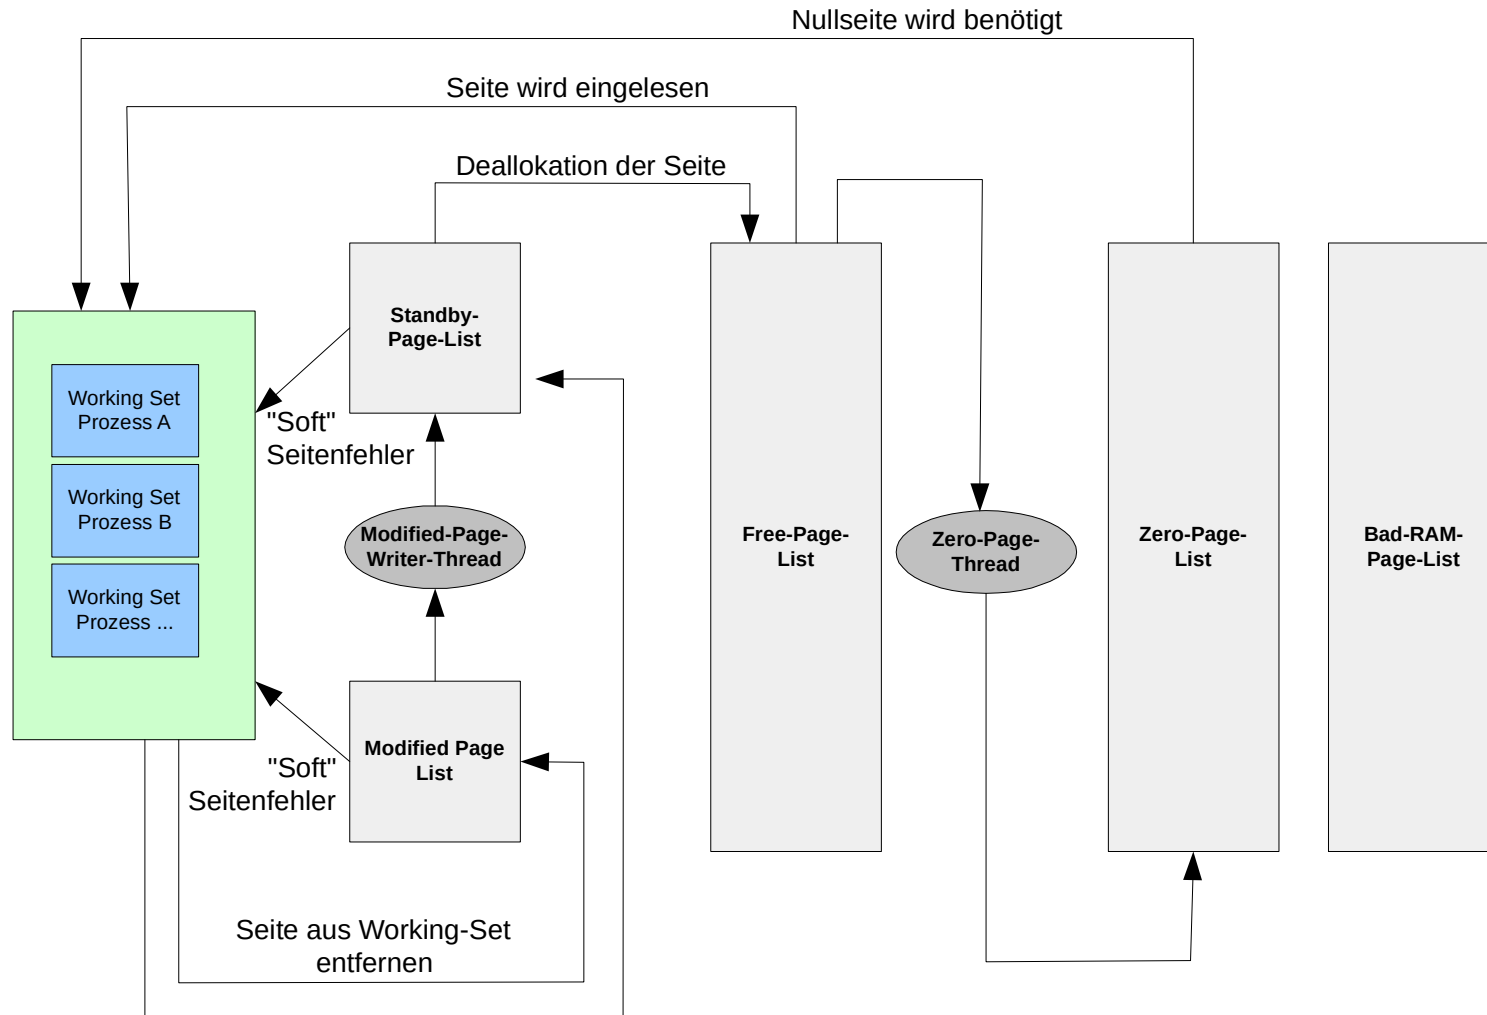 Nullseite wird benötigt
Seite wird eingelesen
Deallokation der Seite
Standby-
Page-List
Working Set
Prozess A
"Soft"
Seitenfehler
Working Set
Prozess B
Modified-Page-
Writer-Thread
Free-Page-
List
Zero-Page-
Thread
Zero-Page-
List
Bad-RAM-
Page-List
Working Set
Prozess ...
Modified Page
List
"Soft"
Seitenfehler
Seite aus Working-Set
entfernen